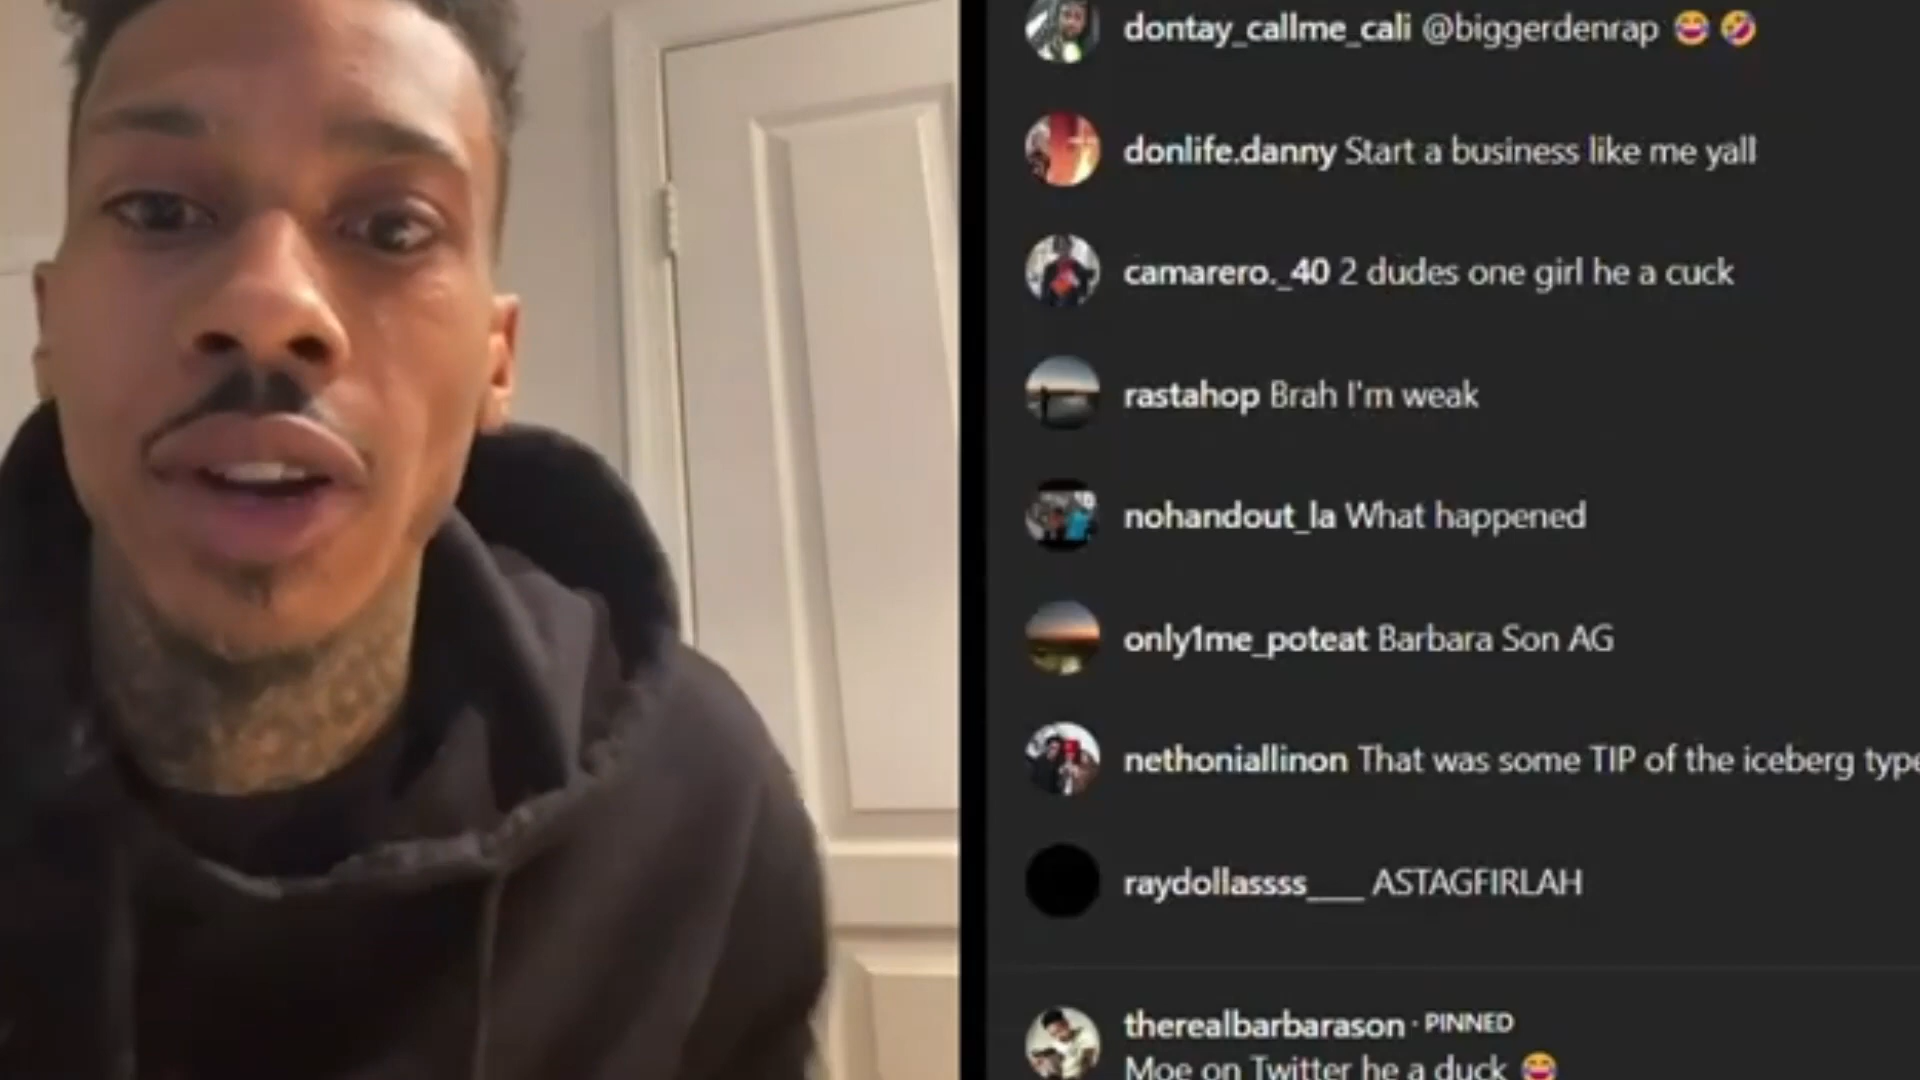 dontay_callme_cali @biggerdenrap 😂 🤣
donlife.danny Start a business like me yall
camarero._40 2 dudes one girl he a cuck
rastahop Brah I'm weak
nohandout_la What happened
only1me_poteat Barbara Son AG
nethoniallinon That was some TIP of the iceberg type
raydollassss____ ASTAGFIRLAH
therealbarbarason · PINNED
Moe on Twitter he a duck 😂